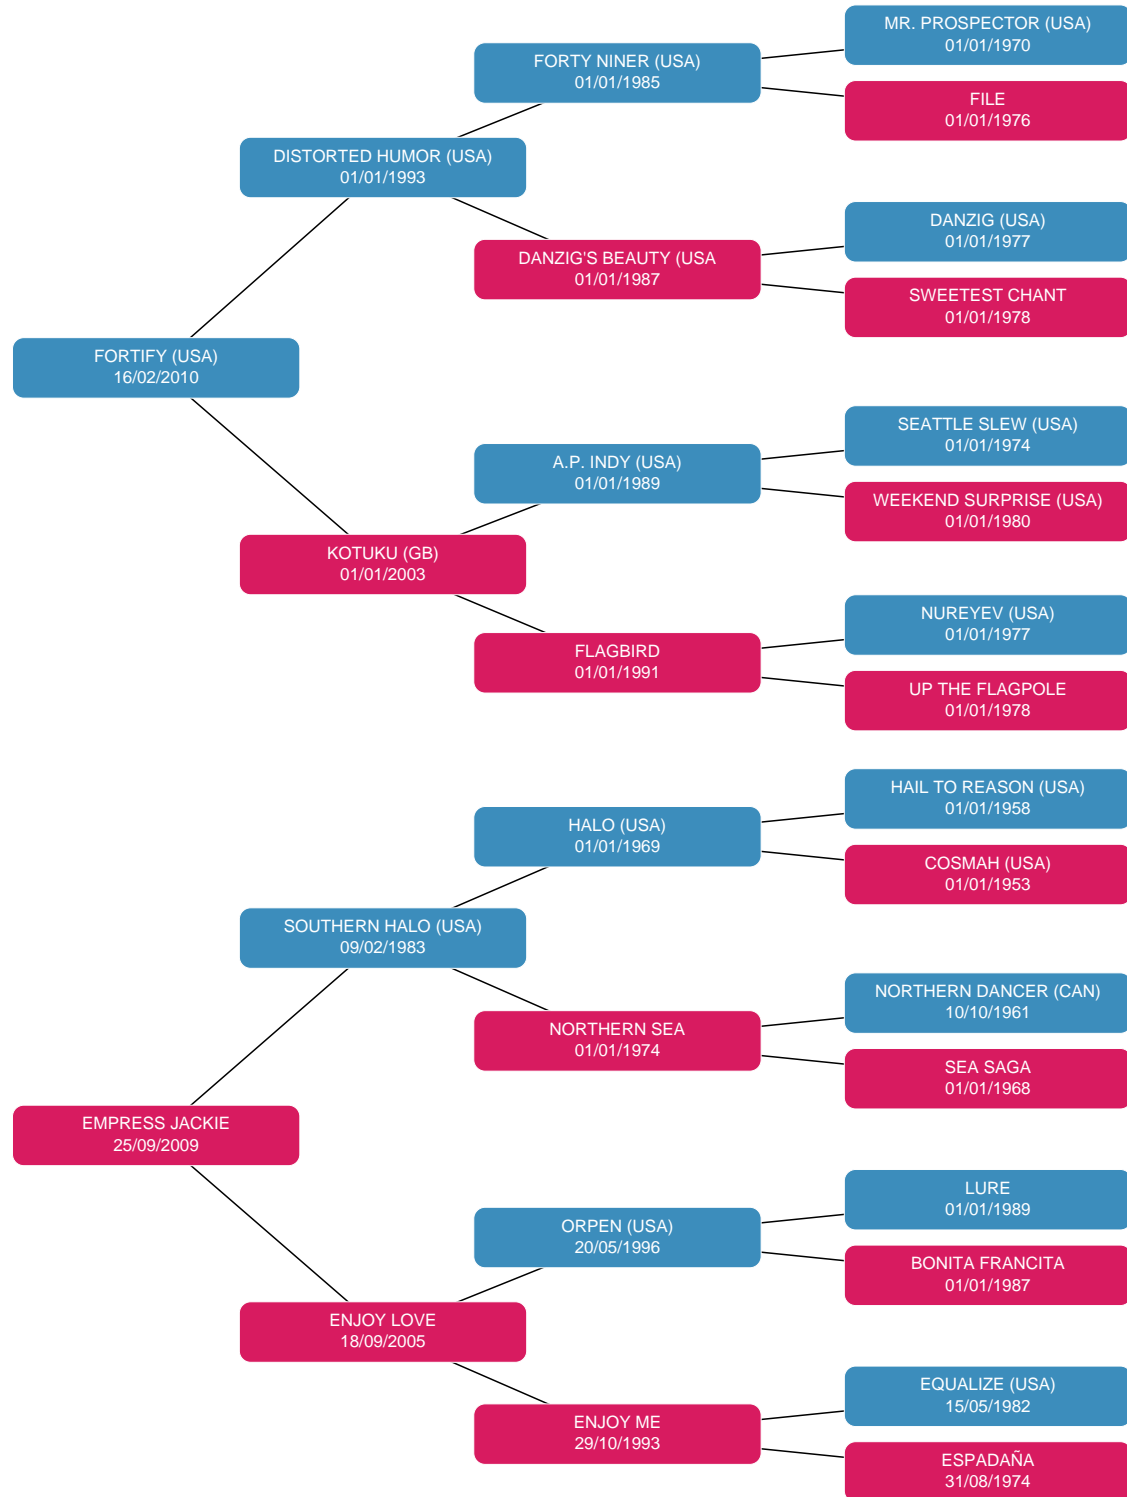 MR. PROSPECTOR (USA)
01/01/1970
FORTY NINER (USA)
01/01/1985
FILE
01/01/1976
DISTORTED HUMOR (USA)
01/01/1993
DANZIG (USA)
01/01/1977
DANZIG'S BEAUTY (USA
01/01/1987
SWEETEST CHANT
01/01/1978
FORTIFY (USA)
16/02/2010
SEATTLE SLEW (USA)
01/01/1974
A.P. INDY (USA)
01/01/1989
WEEKEND SURPRISE (USA)
01/01/1980
KOTUKU (GB)
01/01/2003
NUREYEV (USA)
01/01/1977
FLAGBIRD
01/01/1991
UP THE FLAGPOLE
01/01/1978
HAIL TO REASON (USA)
01/01/1958
HALO (USA)
01/01/1969
COSMAH (USA)
01/01/1953
SOUTHERN HALO (USA)
09/02/1983
NORTHERN DANCER (CAN)
10/10/1961
NORTHERN SEA
01/01/1974
SEA SAGA
01/01/1968
EMPRESS JACKIE
25/09/2009
LURE
01/01/1989
ORPEN (USA)
20/05/1996
BONITA FRANCITA
01/01/1987
ENJOY LOVE
18/09/2005
EQUALIZE (USA)
15/05/1982
ENJOY ME
29/10/1993
ESPADAÑA
31/08/1974